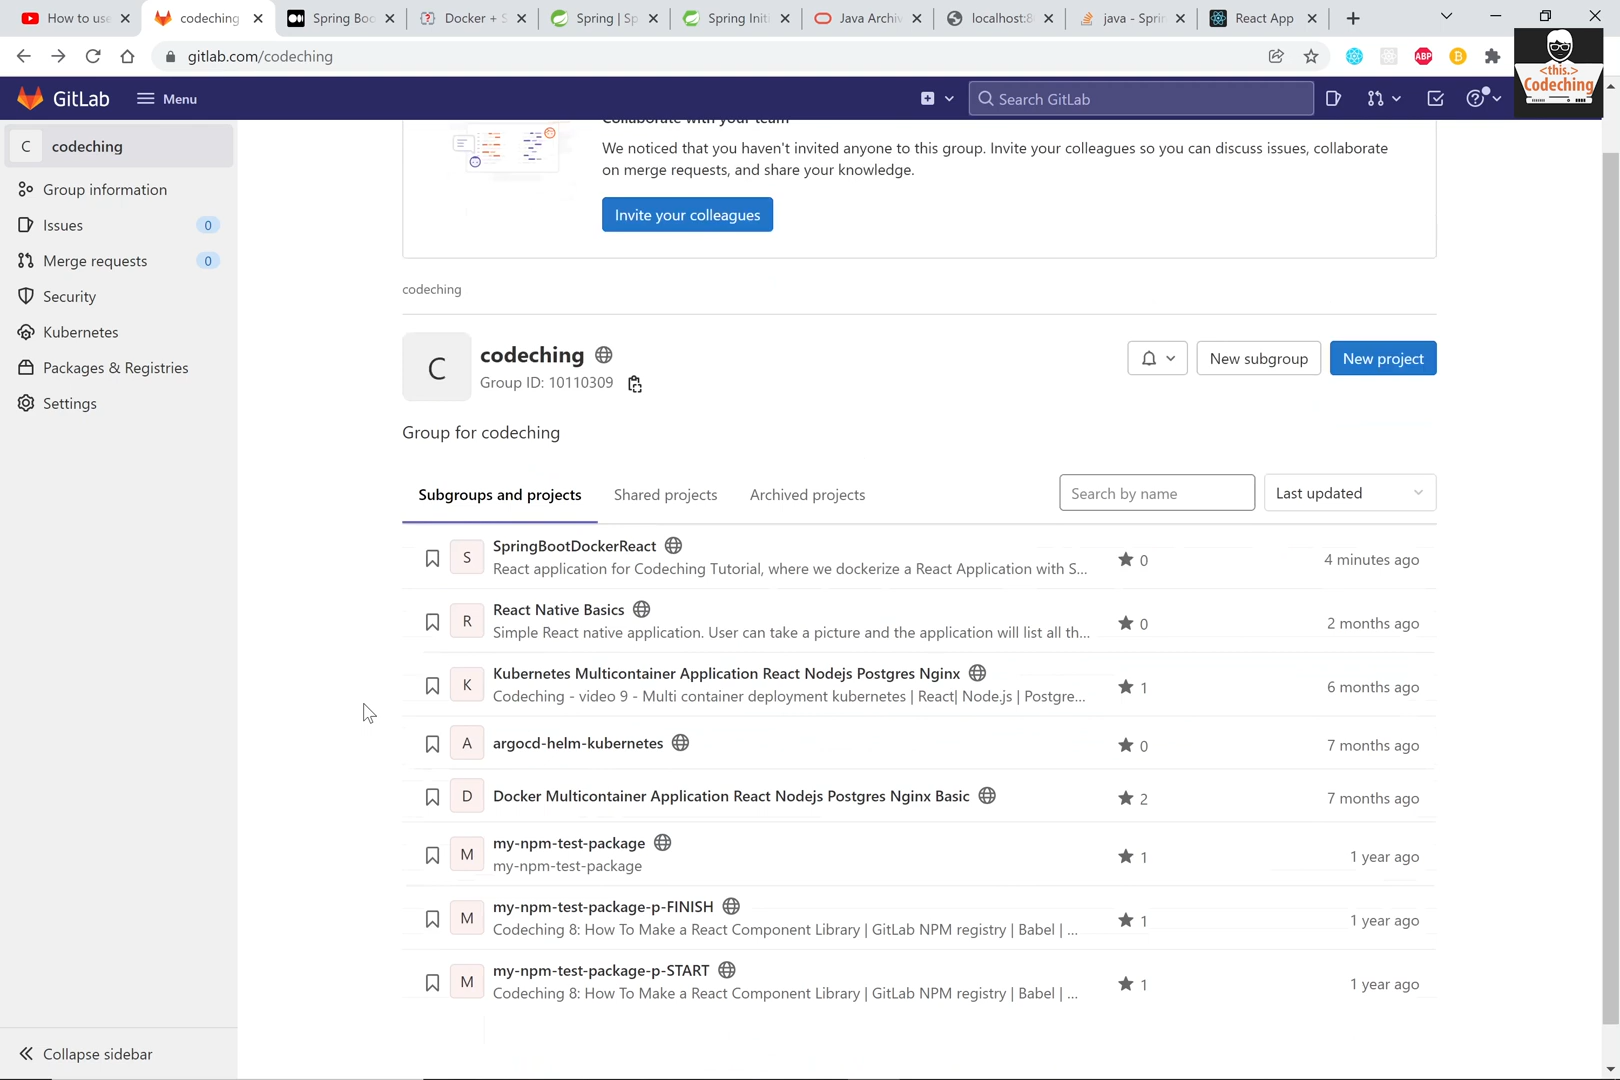 How to use
codeching
Spring Boo
Docker + S
Spring | Sp
Spring Initi
Java Archiv
localhost:8
java - Sprin
React App
gitlab.com/codeching
ABP
<this.>
Codeching
GitLab
Menu
Search GitLab
C codeching
Group information
Issues 0
Merge requests 0
Security
Kubernetes
Packages & Registries
Settings
Collapse sidebar
Collaborate with your team
We noticed that you haven't invited anyone to this group. Invite your colleagues so you can discuss issues, collaborate
on merge requests, and share your knowledge.
Invite your colleagues
codeching
C
codeching
Group ID: 10110309
New subgroup
New project
Group for codeching
Subgroups and projects
Shared projects
Archived projects
Search by name
Last updated
S SpringBootDockerReact
React application for Codeching Tutorial, where we dockerize a React Application with S...
0 4 minutes ago
R React Native Basics
Simple React native application. User can take a picture and the application will list all th...
0 2 months ago
K Kubernetes Multicontainer Application React Nodejs Postgres Nginx
Codeching - video 9 - Multi container deployment kubernetes | React| Node.js | Postgre...
1 6 months ago
A argocd-helm-kubernetes
0 7 months ago
D Docker Multicontainer Application React Nodejs Postgres Nginx Basic
2 7 months ago
M my-npm-test-package
my-npm-test-package
1 1 year ago
M my-npm-test-package-p-FINISH
Codeching 8: How To Make a React Component Library | GitLab NPM registry | Babel | ...
1 1 year ago
M my-npm-test-package-p-START
Codeching 8: How To Make a React Component Library | GitLab NPM registry | Babel | ...
1 1 year ago